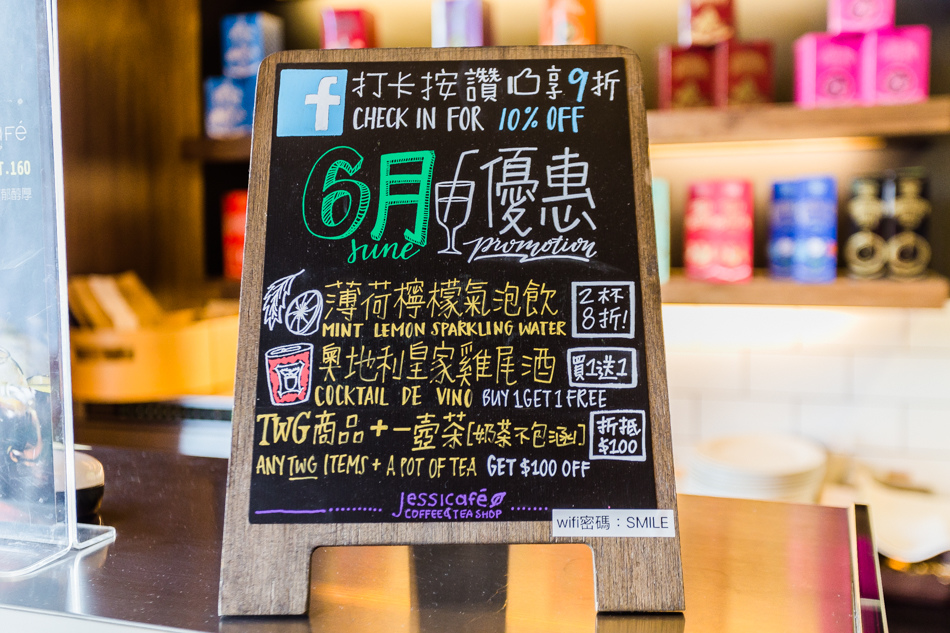 f 打卡按讚 享9折
CHECK IN FOR 10% OFF
6月 優惠
June promotion
薄荷檸檬氣泡飲 2杯
8折!
MINT LEMON SPARKLING WATER
奧地利皇家雞尾酒 買1送1
COCKTAIL DE VINO BUY 1 GET 1 FREE
TWG商品+一壺茶[奶茶不包涵] 折抵
$100
ANY TWG ITEMS + A POT OF TEA GET $100 OFF
jessicafé
COFFEE&TEA SHOP
wifi密碼：SMILE
afé
T.160